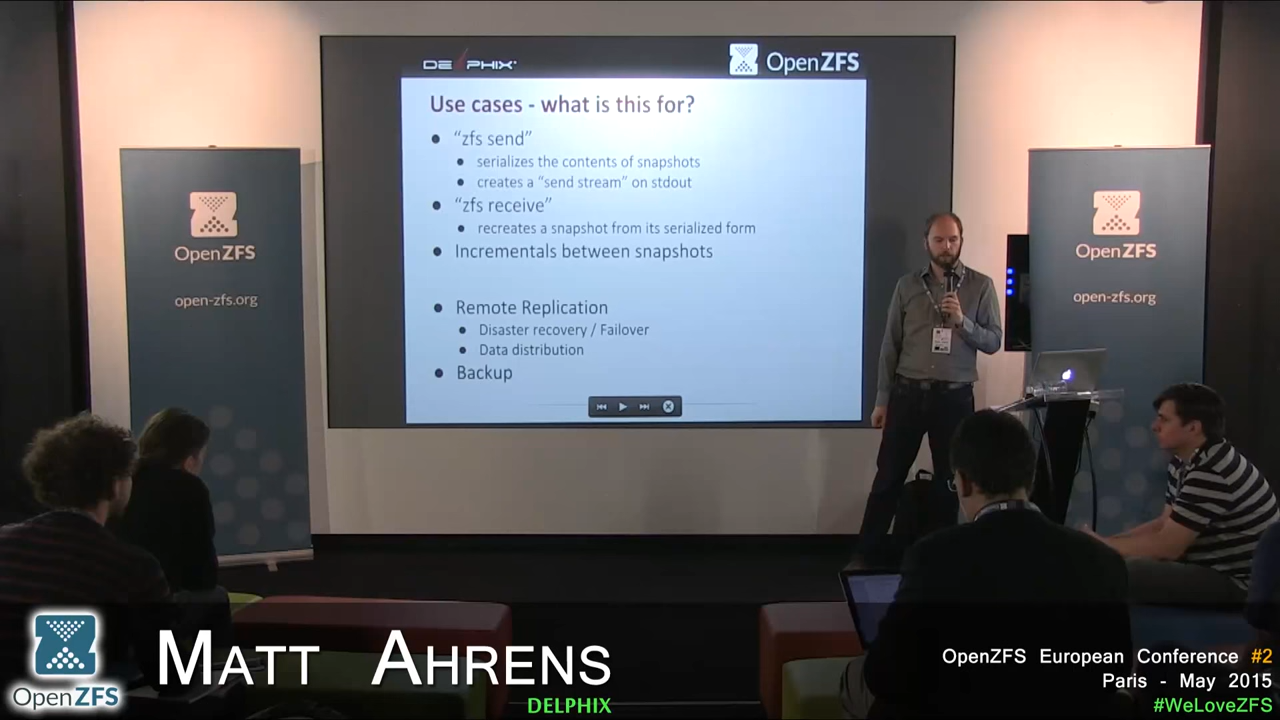 DELPHIX
OpenZFS
Use cases - what is this for?
"zfs send"
serializes the contents of snapshots
creates a "send stream" on stdout
"zfs receive"
recreates a snapshot from its serialized form
Incrementals between snapshots
Remote Replication
Disaster recovery / Failover
Data distribution
Backup
OpenZFS
open-zfs.org
OpenZFS
open-zfs.org
OpenZFS
MATT AHRENS
DELPHIX
OpenZFS European Conference #2
Paris - May 2015
#WeLoveZFS